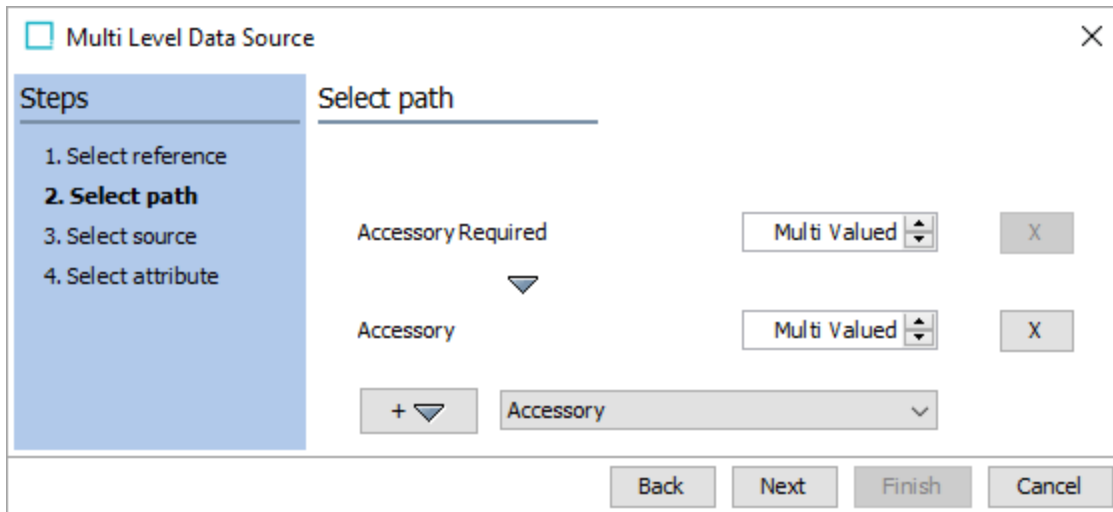 Multi Level Data Source
Steps
Select path
1. Select reference
2. Select path
3. Select source
4. Select attribute
Accessory Required
Multi Valued
X
Accessory
Multi Valued
X
+
Accessory
Back
Next
Finish
Cancel